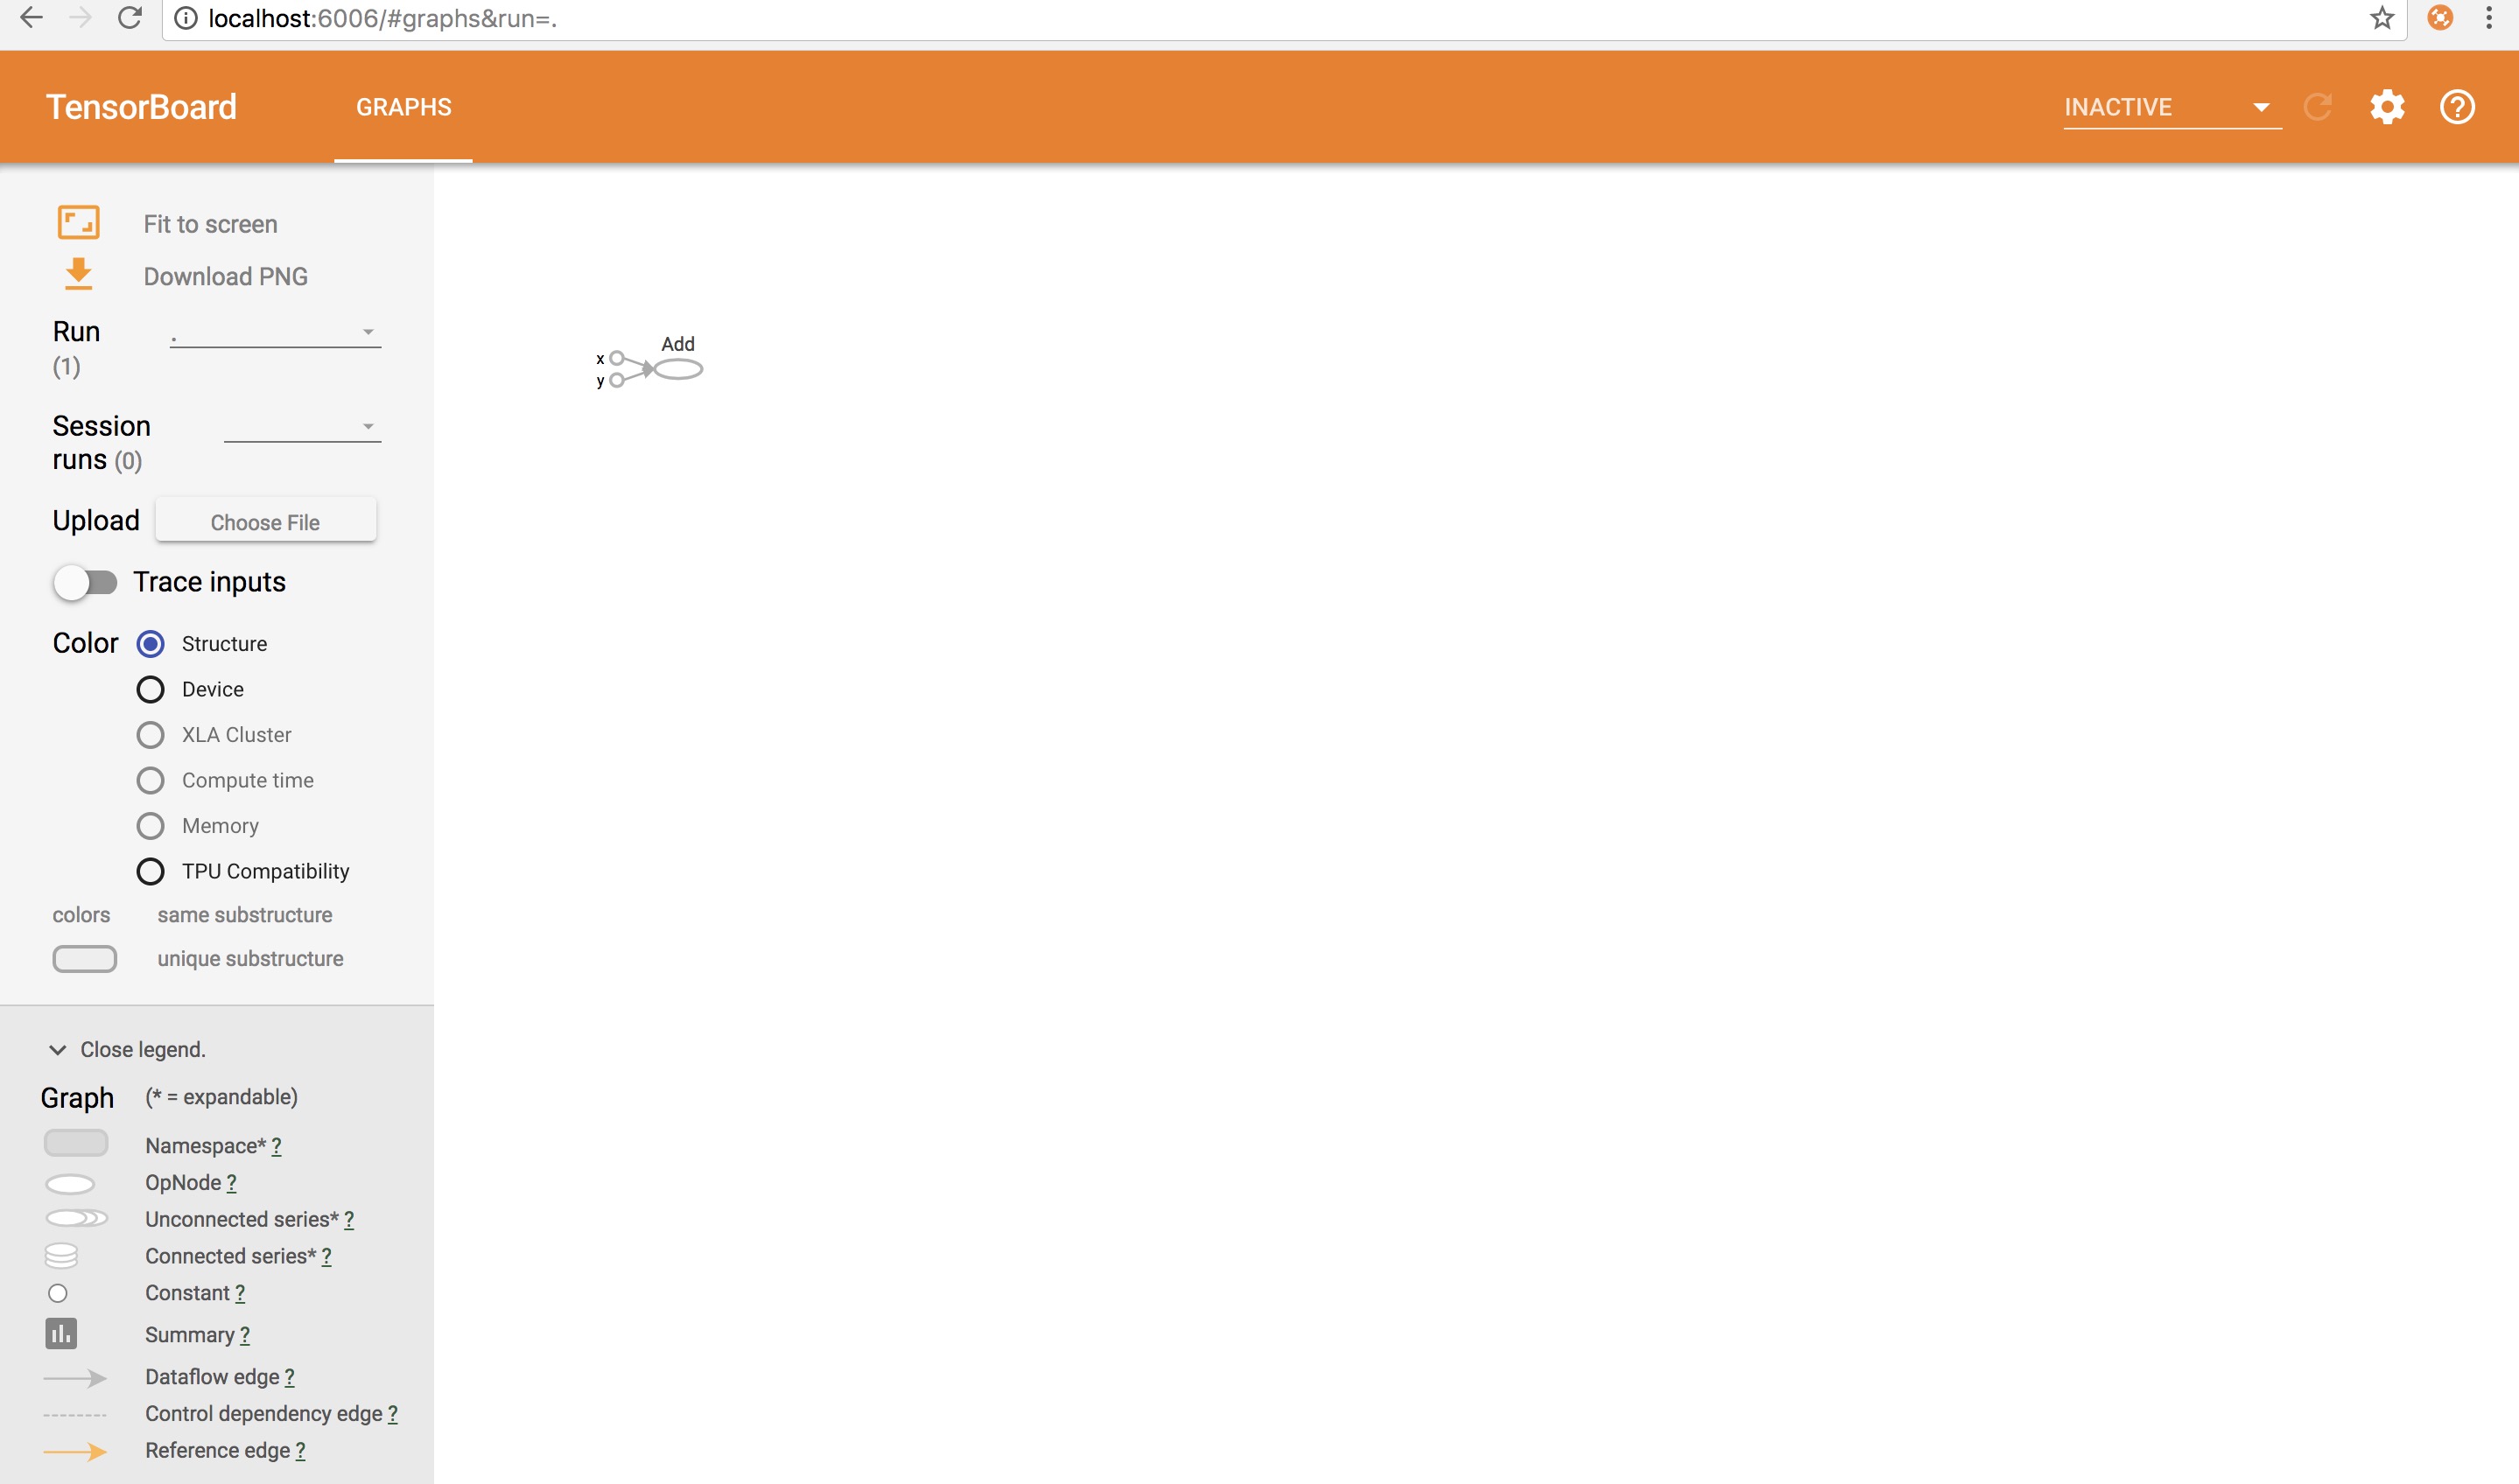 localhost:6006/#graphs&run=.
TensorBoard GRAPHS INACTIVE
Fit to screen
Download PNG
Run .
(1)
Session
runs (0)
Upload Choose File
Trace inputs
Color Structure
Device
XLA Cluster
Compute time
Memory
TPU Compatibility
colors same substructure
unique substructure
Close legend.
Graph (* = expandable)
Namespace* ?
OpNode ?
Unconnected series* ?
Connected series* ?
Constant ?
Summary ?
Dataflow edge ?
Control dependency edge ?
Reference edge ?
Add
x
y